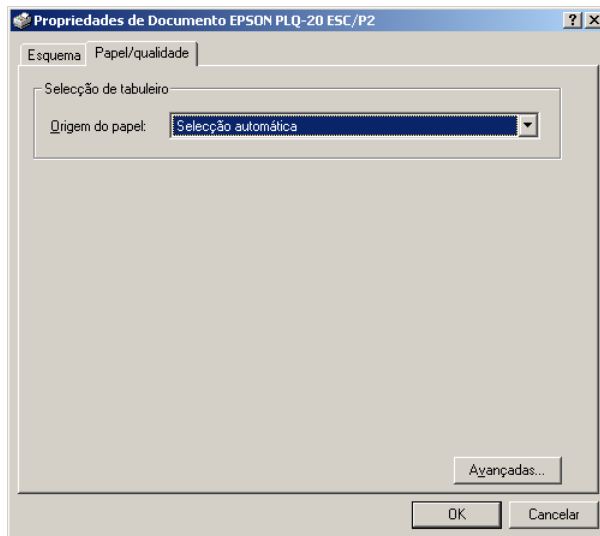 Propriedades de Documento EPSON PLQ-20 ESC/P2
Esquema Papel/qualidade
Selecção de tabuleiro
Origem do papel: Selecção automática
Avançadas...
OK Cancelar